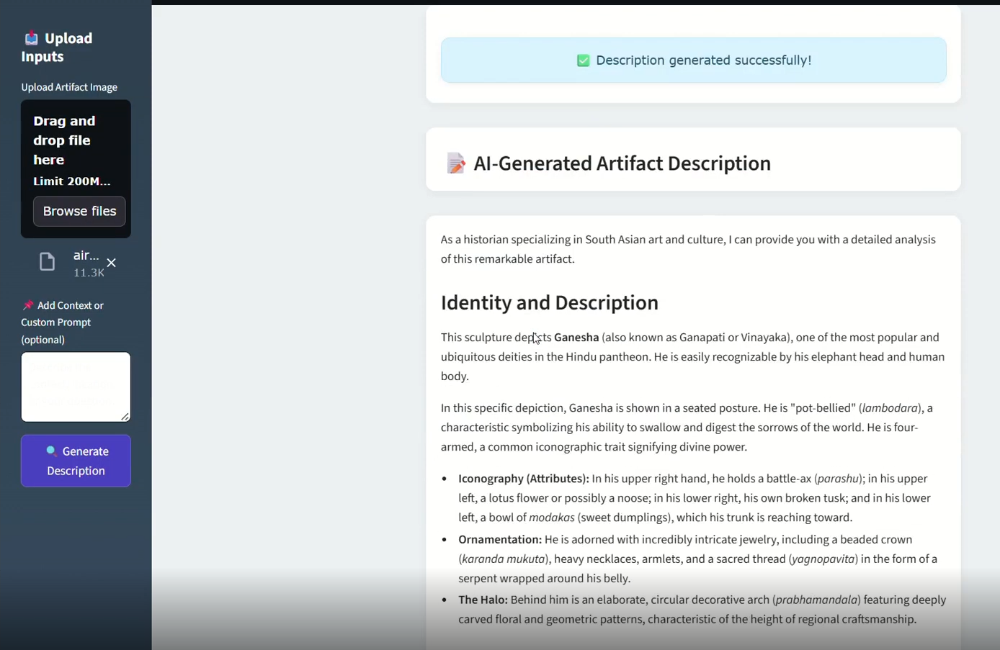 Upload
Inputs
Upload Artifact Image
Drag and
drop file
here
Limit 200M...
Browse files
air...
11.3K
Add Context or
Custom Prompt
(optional)
Generate
Description
Description generated successfully!
AI-Generated Artifact Description
As a historian specializing in South Asian art and culture, I can provide you with a detailed analysis
of this remarkable artifact.
Identity and Description
This sculpture depicts Ganesha (also known as Ganapati or Vinayaka), one of the most popular and
ubiquitous deities in the Hindu pantheon. He is easily recognizable by his elephant head and human
body.
In this specific depiction, Ganesha is shown in a seated posture. He is "pot-bellied" (lambodara), a
characteristic symbolizing his ability to swallow and digest the sorrows of the world. He is four-
armed, a common iconographic trait signifying divine power.
• Iconography (Attributes): In his upper right hand, he holds a battle-ax (parashu); in his upper
left, a lotus flower or possibly a noose; in his lower right, his own broken tusk; and in his lower
left, a bowl of modakas (sweet dumplings), which his trunk is reaching toward.
• Ornamentation: He is adorned with incredibly intricate jewelry, including a beaded crown
(karanda mukuta), heavy necklaces, armlets, and a sacred thread (yagnopavita) in the form of a
serpent wrapped around his belly.
• The Halo: Behind him is an elaborate, circular decorative arch (prabhamandala) featuring deeply
carved floral and geometric patterns, characteristic of the height of regional craftsmanship.